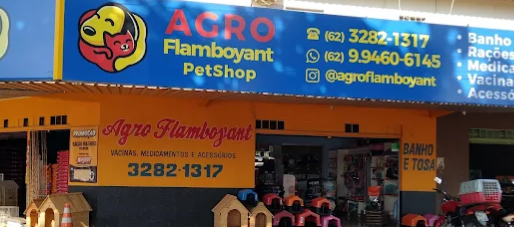 AGRO
Flamboyant
PetShop
(62) 3282-1317
(62) 9.9460-6145
@agroflamboyant
• Banho
• Rações
• Medica
• Vacina
• Acessó
PROMOÇÃO
Agro Flamboyant
VACINAS, MEDICAMENTOS E ACESSÓRIOS
3282-1317
BANHO
E TOSA